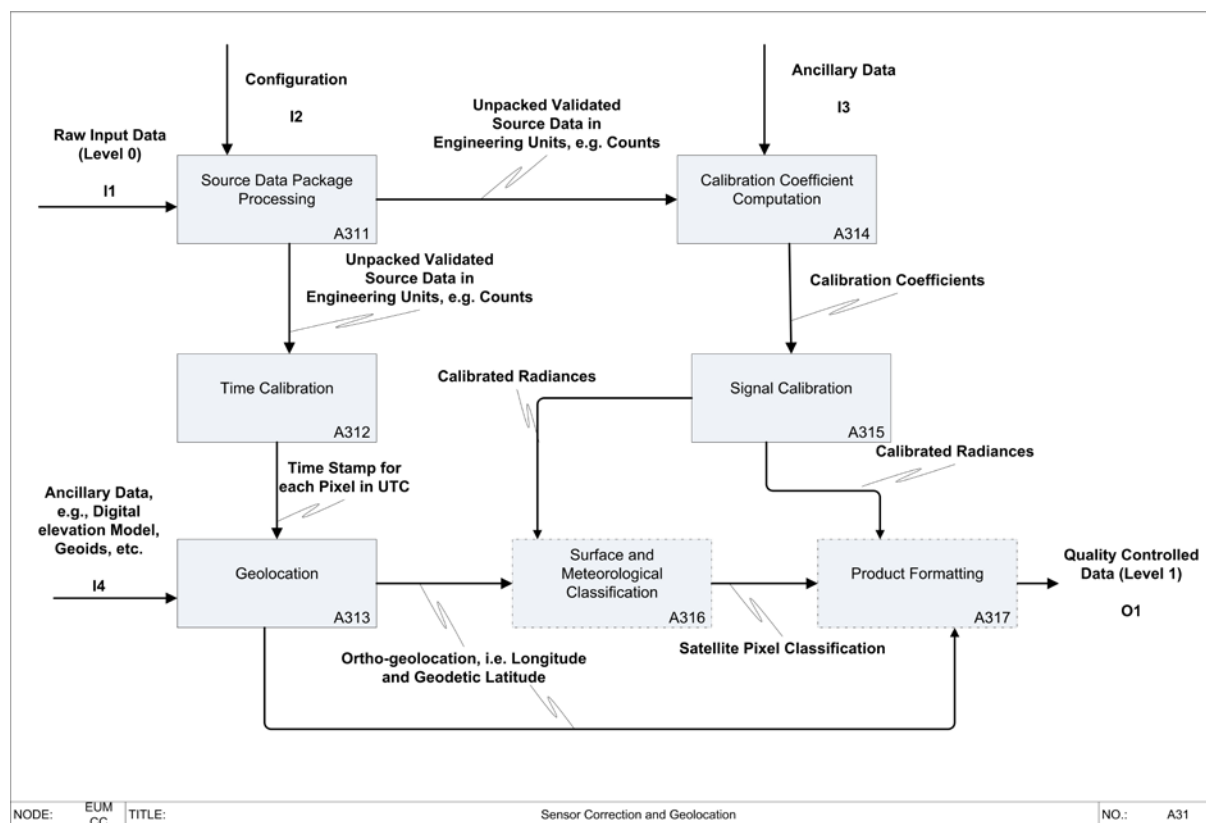 Configuration
I2
Ancillary Data
I3
Raw Input Data
(Level 0)
I1
Unpacked Validated
Source Data in
Engineering Units, e.g. Counts
Source Data Package
Processing
A311
Calibration Coefficient
Computation
A314
Unpacked Validated
Source Data in
Engineering Units, e.g. Counts
Calibration Coefficients
Time Calibration
A312
Calibrated Radiances
Signal Calibration
A315
Calibrated Radiances
Time Stamp for
each Pixel in UTC
Ancillary Data,
e.g., Digital
elevation Model,
Geoids, etc.
I4
Geolocation
A313
Surface and
Meteorological
Classification
A316
Product Formatting
A317
Quality Controlled
Data (Level 1)
O1
Ortho-geolocation, i.e. Longitude
and Geodetic Latitude
Satellite Pixel Classification
NODE: EUM
CC
TITLE: Sensor Correction and Geolocation
NO.: A31